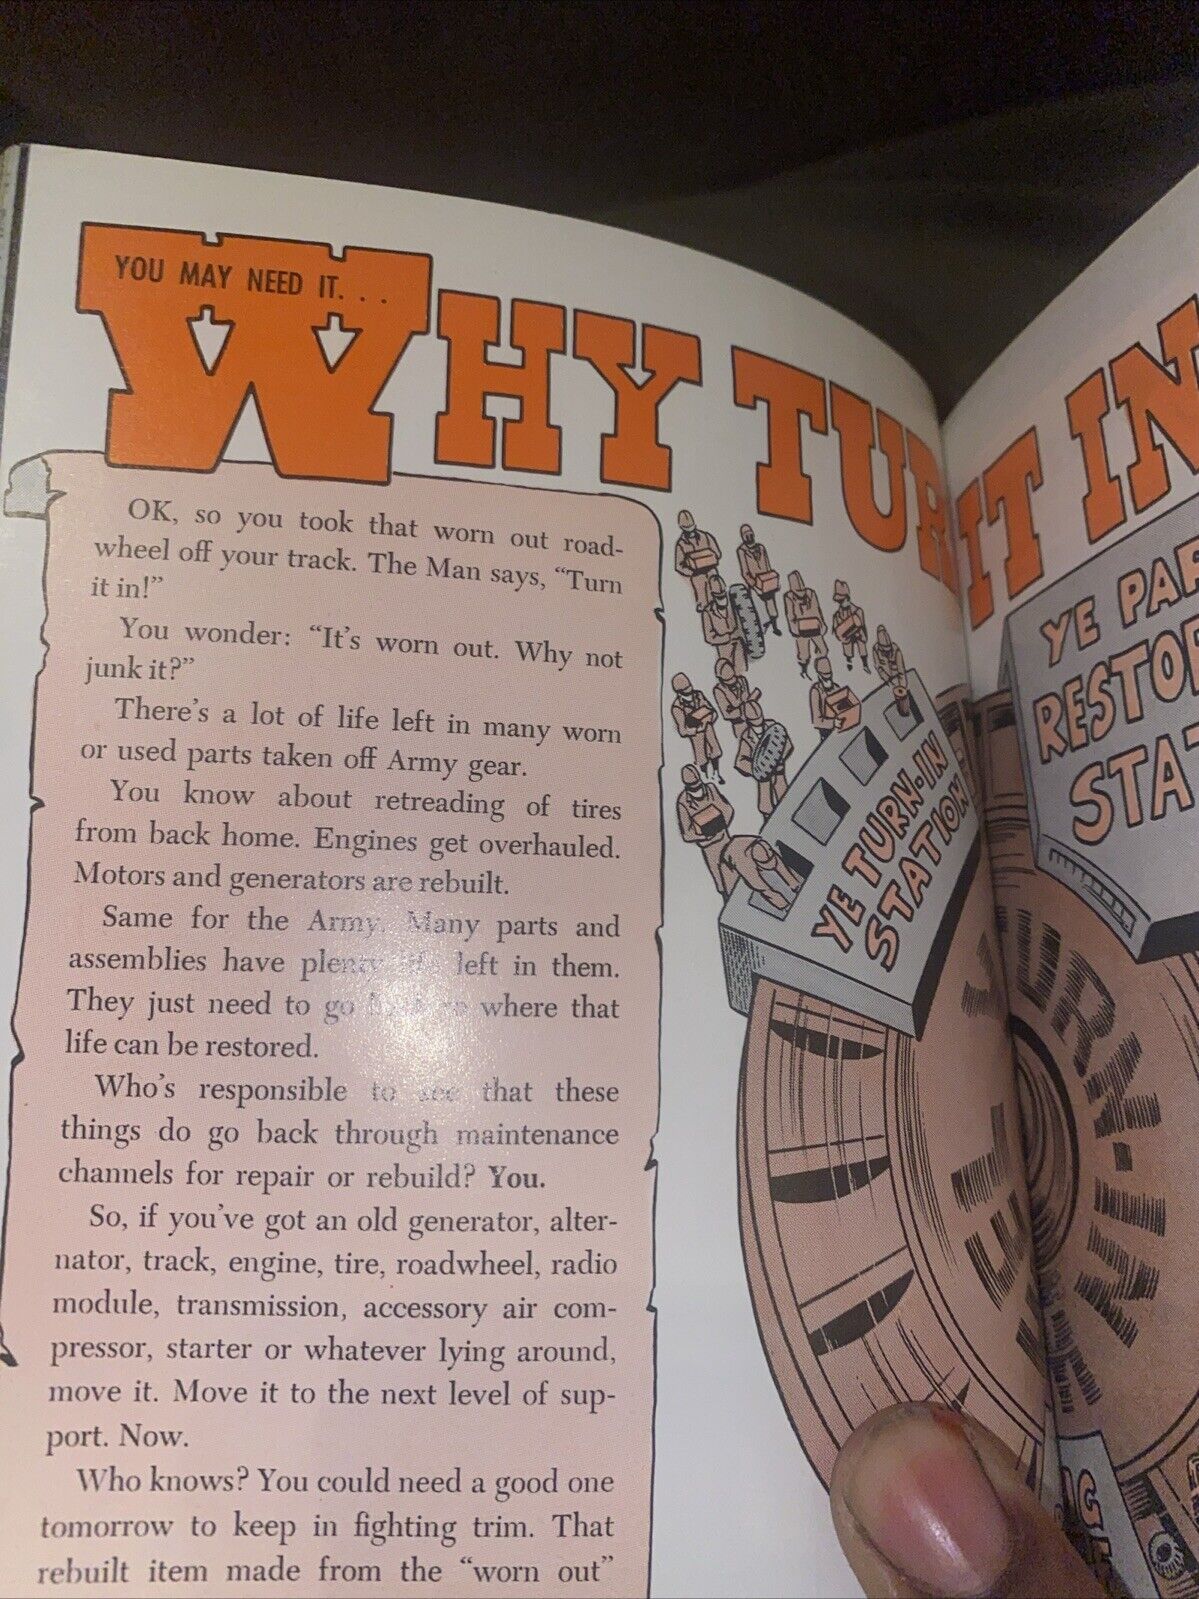 YOU MAY NEED IT. . .
WHY TUR
IT IN
OK, so you took that worn out road-
wheel off your track. The Man says, “Turn
it in!”
You wonder: “It’s worn out. Why not
junk it?”
There’s a lot of life left in many worn
or used parts taken off Army gear.
You know about retreading of tires
from back home. Engines get overhauled.
Motors and generators are rebuilt.
Same for the Army. Many parts and
assemblies have plenty left in them.
They just need to go where that
life can be restored.
Who’s responsible to see that these
things do go back through maintenance
channels for repair or rebuild? You.
So, if you’ve got an old generator, alter-
nator, track, engine, tire, roadwheel, radio
module, transmission, accessory air com-
pressor, starter or whatever lying around,
move it. Move it to the next level of sup-
port. Now.
Who knows? You could need a good one
tomorrow to keep in fighting trim. That
rebuilt item made from the “worn out”
YE TURN-IN
STATION
YE PAR
RESTOR
STAT
TURN-IN